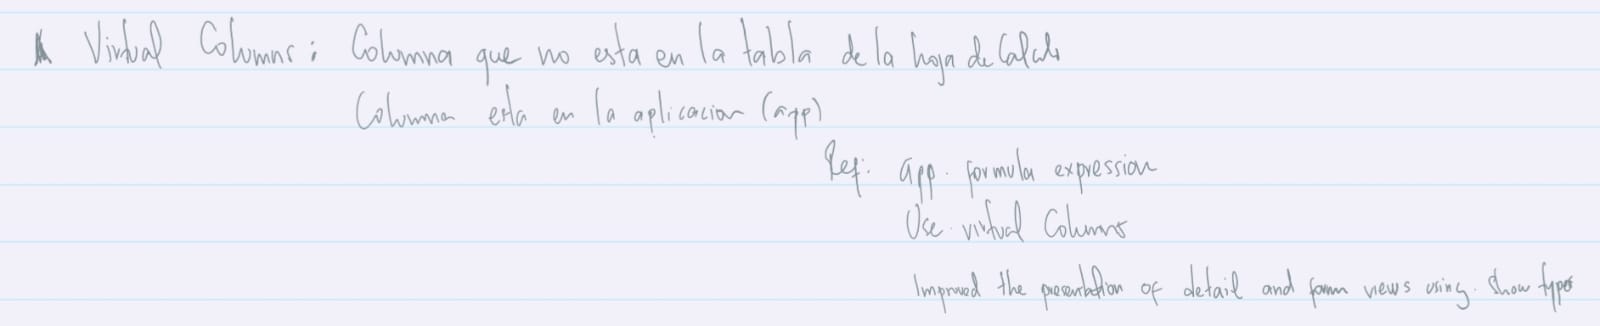 Virtual Columns: Columna que no esta en la tabla de la hoja de Calculo
Columna esta en la aplicacion (app)
Ref: app. formula expression
Use virtual Columns
Improved the presentation of detail and form views using. Show types